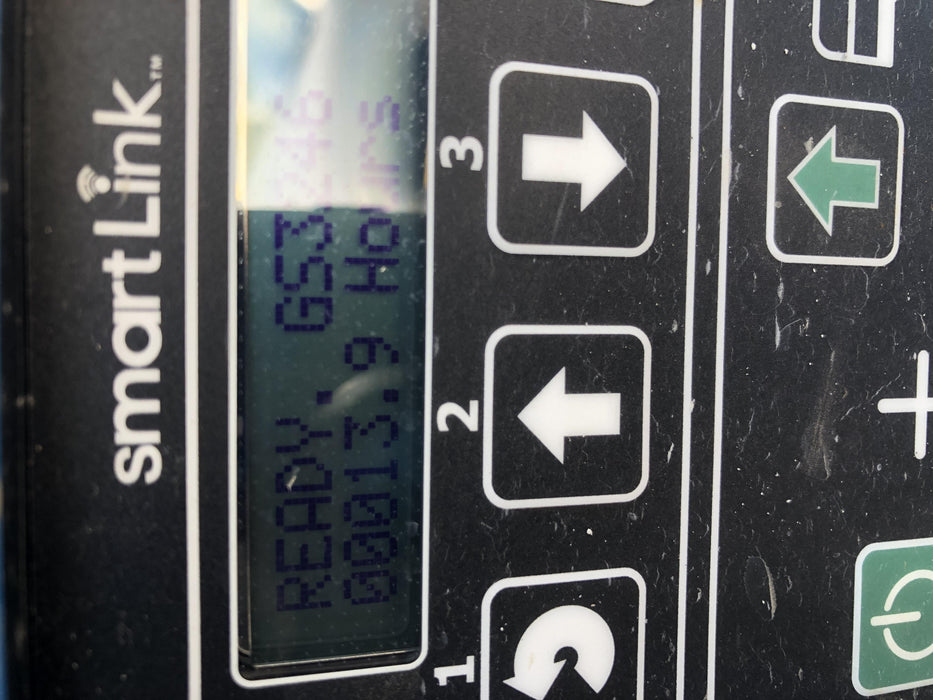 smartLink™
READY. GS3246
00013.9 Hours
1 2 3